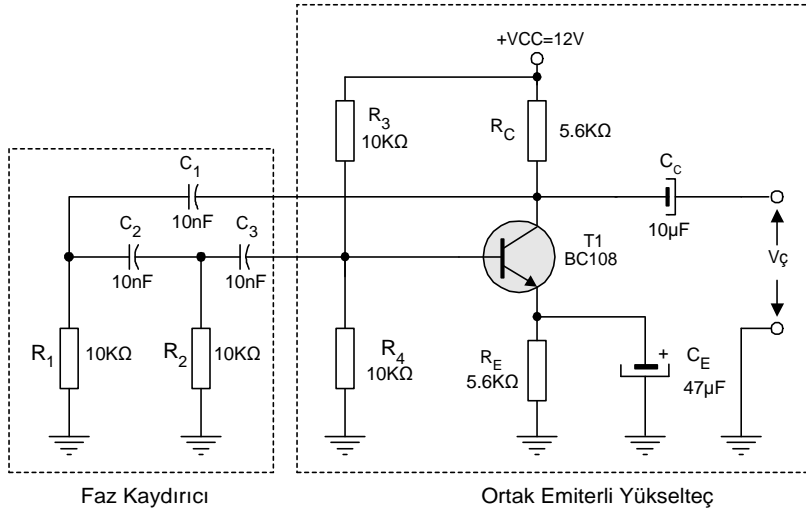 +VCC=12V
R3
10KΩ
RC
5.6KΩ
C1
10nF
CC
10µF
C2
10nF
C3
10nF
T1
BC108
Vç
R1
10KΩ
R2
10KΩ
R4
10KΩ
RE
5.6KΩ
+
CE
47µF
Faz Kaydırıcı
Ortak Emiterli Yükselteç